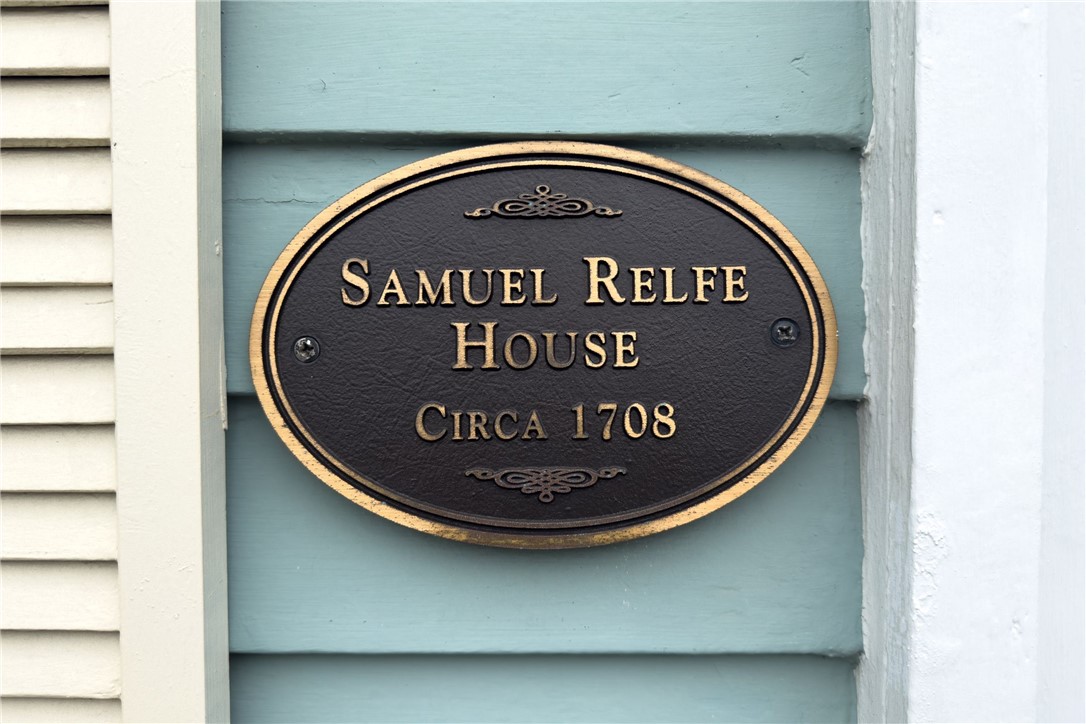 SAMUEL RELFE
HOUSE
CIRCA 1708